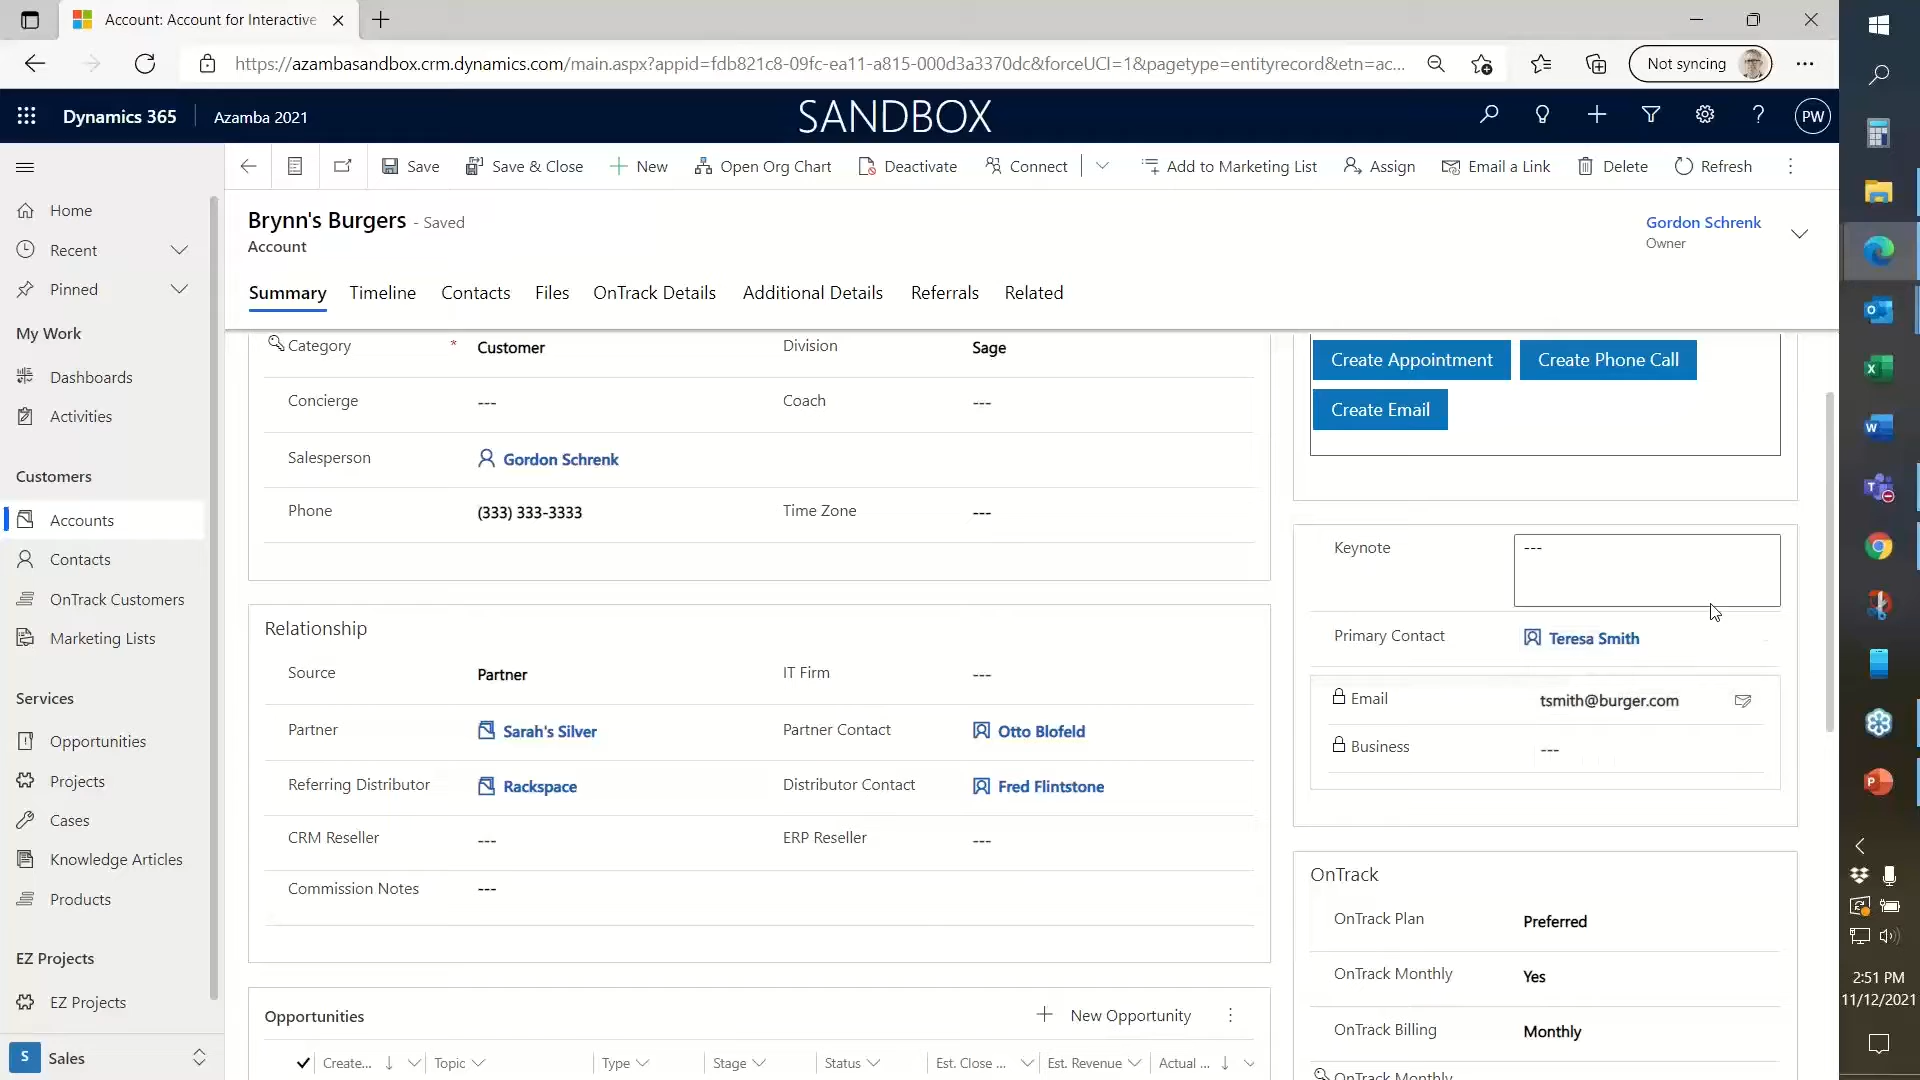 Account: Account for Interactive
https://azambasandbox.crm.dynamics.com/main.aspx?appid=fdb821c8-09fc-ea11-a815-000d3a3370dc&forceUCI=1&pagetype=entityrecord&etn=ac...
Not syncing
Dynamics 365
Azamba 2021
SANDBOX
PW
Save
Save & Close
New
Open Org Chart
Deactivate
Connect
Add to Marketing List
Assign
Email a Link
Delete
Refresh
Home
Recent
Pinned
My Work
Dashboards
Activities
Customers
Accounts
Contacts
OnTrack Customers
Marketing Lists
Services
Opportunities
Projects
Cases
Knowledge Articles
Products
EZ Projects
EZ Projects
S Sales
Brynn's Burgers - Saved
Account
Gordon Schrenk
Owner
Summary Timeline Contacts Files OnTrack Details Additional Details Referrals Related
Category * Customer Division Sage
Concierge --- Coach ---
Salesperson Gordon Schrenk
Phone (333) 333-3333 Time Zone ---
Relationship
Source Partner IT Firm ---
Partner Sarah's Silver Partner Contact Otto Blofeld
Referring Distributor Rackspace Distributor Contact Fred Flintstone
CRM Reseller --- ERP Reseller ---
Commission Notes ---
Opportunities New Opportunity
Create... Topic Type Stage Status Est. Close ... Est. Revenue Actual ...
Create Appointment Create Phone Call
Create Email
Keynote ---
Primary Contact Teresa Smith
Email tsmith@burger.com
Business ---
OnTrack
OnTrack Plan Preferred
OnTrack Monthly Yes
OnTrack Billing Monthly
OnTrack Monthly
2:51 PM
11/12/2021